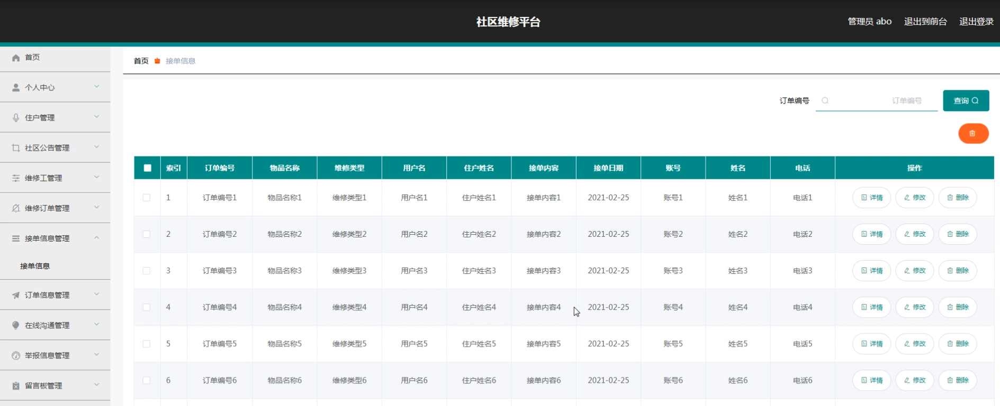 社区维修平台
管理员 abo 退出到前台 退出登录
首页
个人中心
住户管理
社区公告管理
维修工管理
维修订单管理
接单信息管理
接单信息
订单信息管理
在线沟通管理
举报信息管理
留言板管理
首页 接单信息
订单编号 订单编号 查询
索引 订单编号 物品名称 维修类型 用户名 住户姓名 接单内容 接单日期 账号 姓名 电话 操作
1 订单编号1 物品名称1 维修类型1 用户名1 住户姓名1 接单内容1 2021-02-25 账号1 姓名1 电话1 详情 修改 删除
2 订单编号2 物品名称2 维修类型2 用户名2 住户姓名2 接单内容2 2021-02-25 账号2 姓名2 电话2 详情 修改 删除
3 订单编号3 物品名称3 维修类型3 用户名3 住户姓名3 接单内容3 2021-02-25 账号3 姓名3 电话3 详情 修改 删除
4 订单编号4 物品名称4 维修类型4 用户名4 住户姓名4 接单内容4 2021-02-25 账号4 姓名4 电话4 详情 修改 删除
5 订单编号5 物品名称5 维修类型5 用户名5 住户姓名5 接单内容5 2021-02-25 账号5 姓名5 电话5 详情 修改 删除
6 订单编号6 物品名称6 维修类型6 用户名6 住户姓名6 接单内容6 2021-02-25 账号6 姓名6 电话6 详情 修改 删除